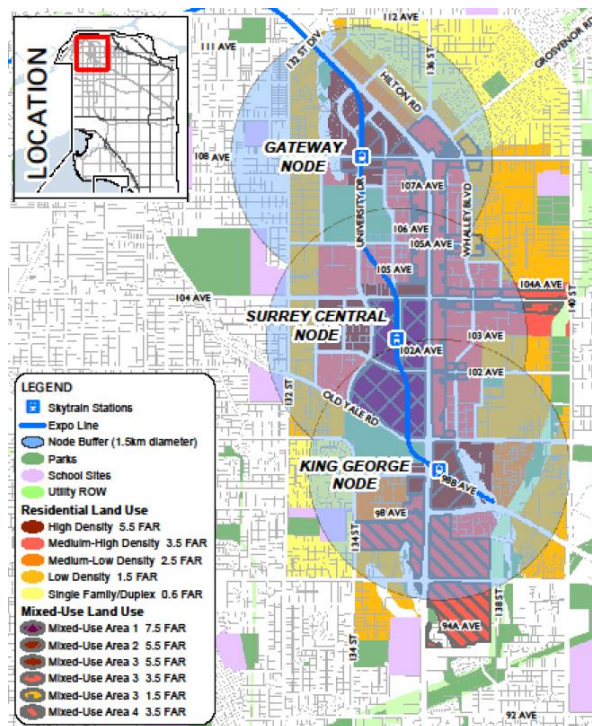 LOCATION
112 AVE
111 AVE
132 ST DIV
136 ST
GROSVENOR RD
HILTON RD
108 AVE
GATEWAY
NODE
UNIVERSITY DR
107A AVE
WHALLEY BLVD
106 AVE
105A AVE
105 AVE
104A AVE
140 ST
104 AVE
SURREY CENTRAL
NODE
103 AVE
102A AVE
102 AVE
132 ST
OLD YALE RD
KING GEORGE
NODE
98B AVE
98 AVE
134 ST
138 ST
94A AVE
134 ST
92 AVE
LEGEND
Skytrain Stations
Expo Line
Node Buffer (1.5km diameter)
Parks
School Sites
Utility ROW
Residential Land Use
High Density 5.5 FAR
Meduim-High Density 3.5 FAR
Medium-Low Density 2.5 FAR
Low Density 1.5 FAR
Single Family/Duplex 0.6 FAR
Mixed-Use Land Use
Mixed-Use Area 1 7.5 FAR
Mixed-Use Area 2 5.5 FAR
Mixed-Use Area 3 5.5 FAR
Mixed-Use Area 3 3.5 FAR
Mixed-Use Area 3 1.5 FAR
Mixed-Use Area 4 3.5 FAR